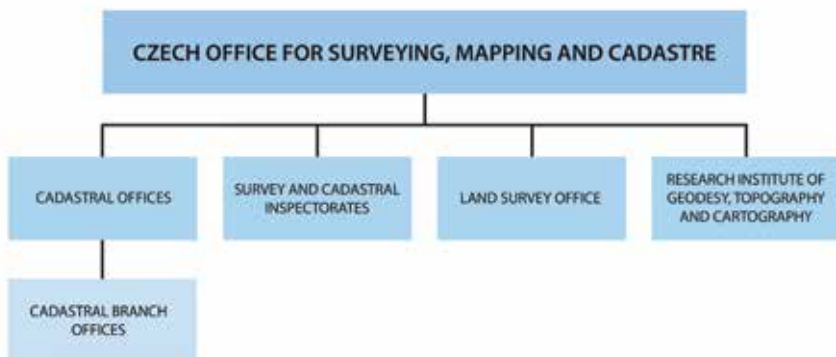 CZECH OFFICE FOR SURVEYING, MAPPING AND CADASTRE
CADASTRAL OFFICES
SURVEY AND CADASTRAL
INSPECTORATES
LAND SURVEY OFFICE
RESEARCH INSTITUTE OF
GEODESY, TOPOGRAPHY
AND CARTOGRAPHY
CADASTRAL BRANCH
OFFICES